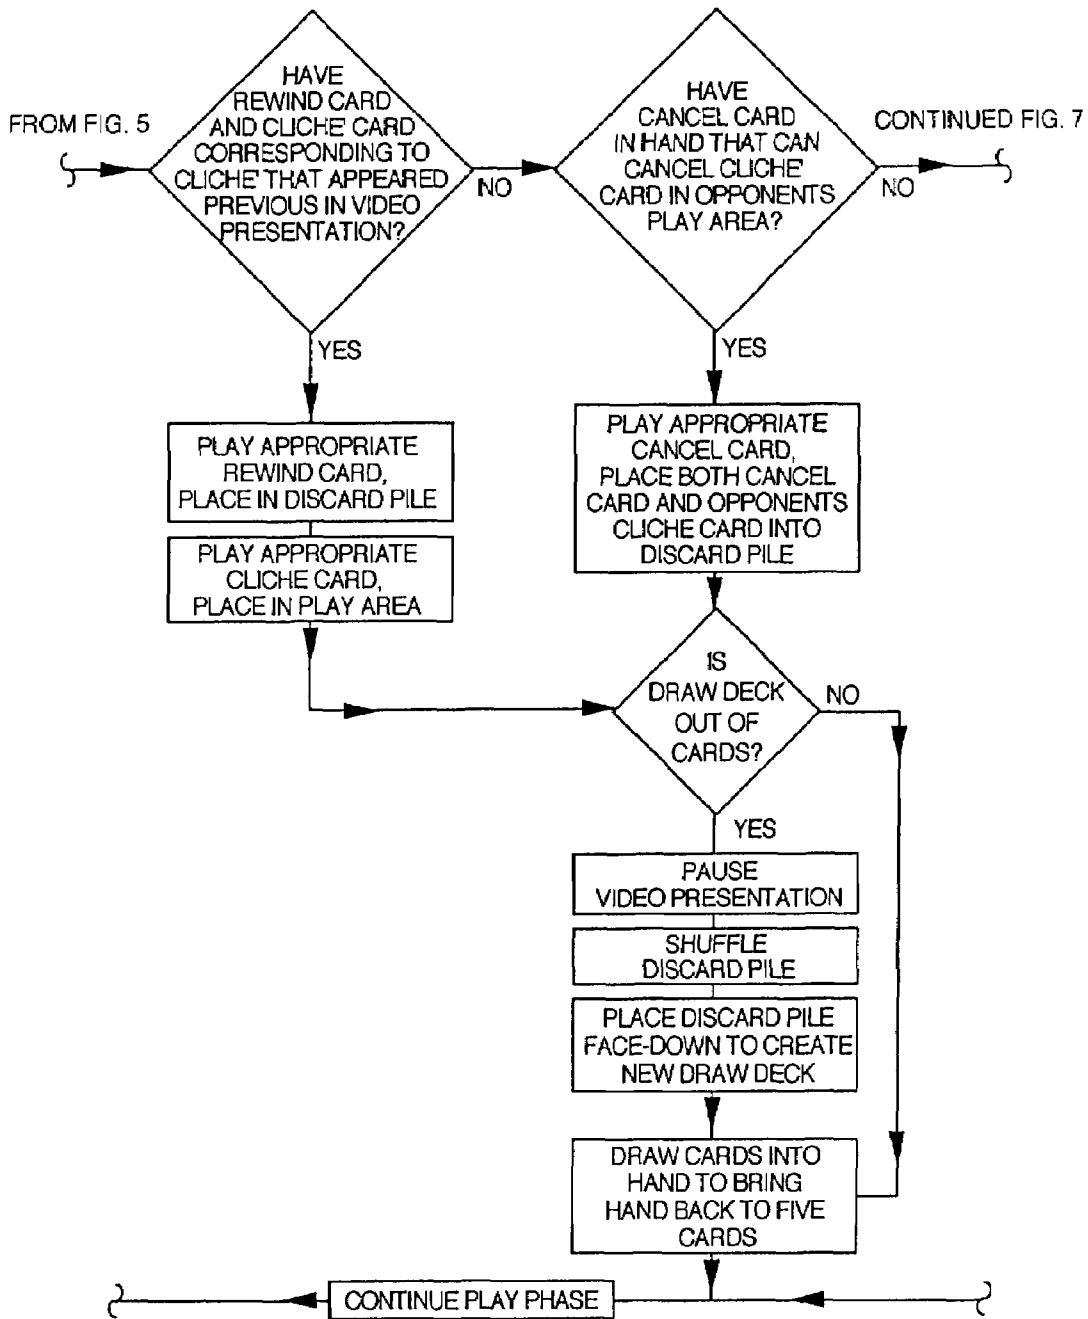 FROM FIG. 5
HAVE
REWIND CARD
AND CLICHE' CARD
CORRESPONDING TO
CLICHE' THAT APPEARED
PREVIOUS IN VIDEO
PRESENTATION?
NO
HAVE
CANCEL CARD
IN HAND THAT CAN
CANCEL CLICHE'
CARD IN OPPONENTS
PLAY AREA?
NO
CONTINUED FIG. 7
YES
PLAY APPROPRIATE
REWIND CARD,
PLACE IN DISCARD PILE
PLAY APPROPRIATE
CLICHE CARD,
PLACE IN PLAY AREA
YES
PLAY APPROPRIATE
CANCEL CARD,
PLACE BOTH CANCEL
CARD AND OPPONENTS
CLICHE CARD INTO
DISCARD PILE
IS
DRAW DECK
OUT OF
CARDS?
NO
YES
PAUSE
VIDEO PRESENTATION
SHUFFLE
DISCARD PILE
PLACE DISCARD PILE
FACE-DOWN TO CREATE
NEW DRAW DECK
DRAW CARDS INTO
HAND TO BRING
HAND BACK TO FIVE
CARDS
CONTINUE PLAY PHASE